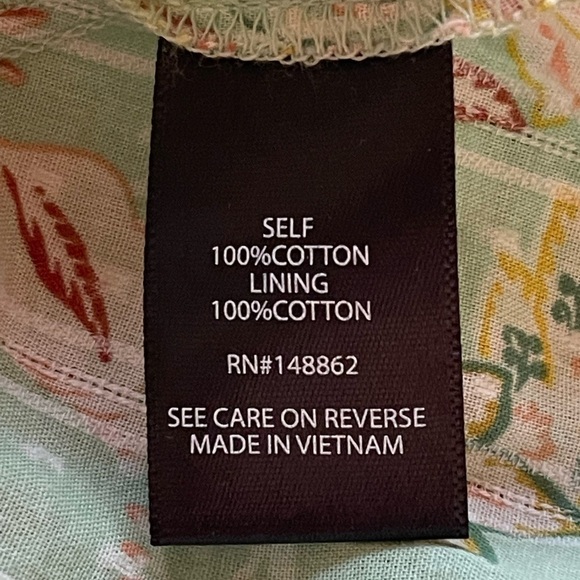 SELF
100%COTTON
LINING
100%COTTON
RN#148862
SEE CARE ON REVERSE
MADE IN VIETNAM